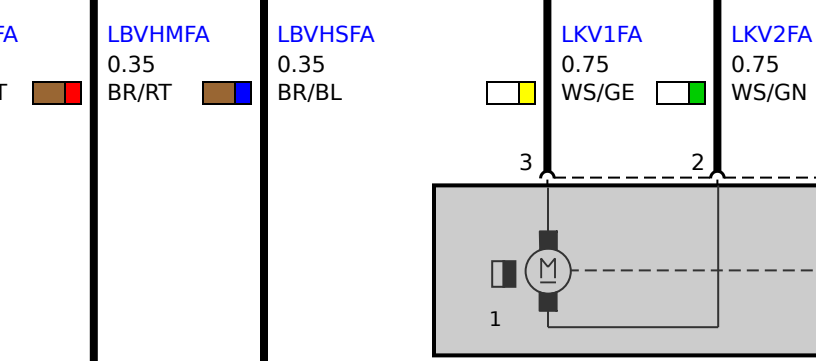 FA
T
LBVHMFA
0.35
BR/RT
LBVHSFA
0.35
BR/BL
LKV1FA
0.75
WS/GE
LKV2FA
0.75
WS/GN
3
2
M
1